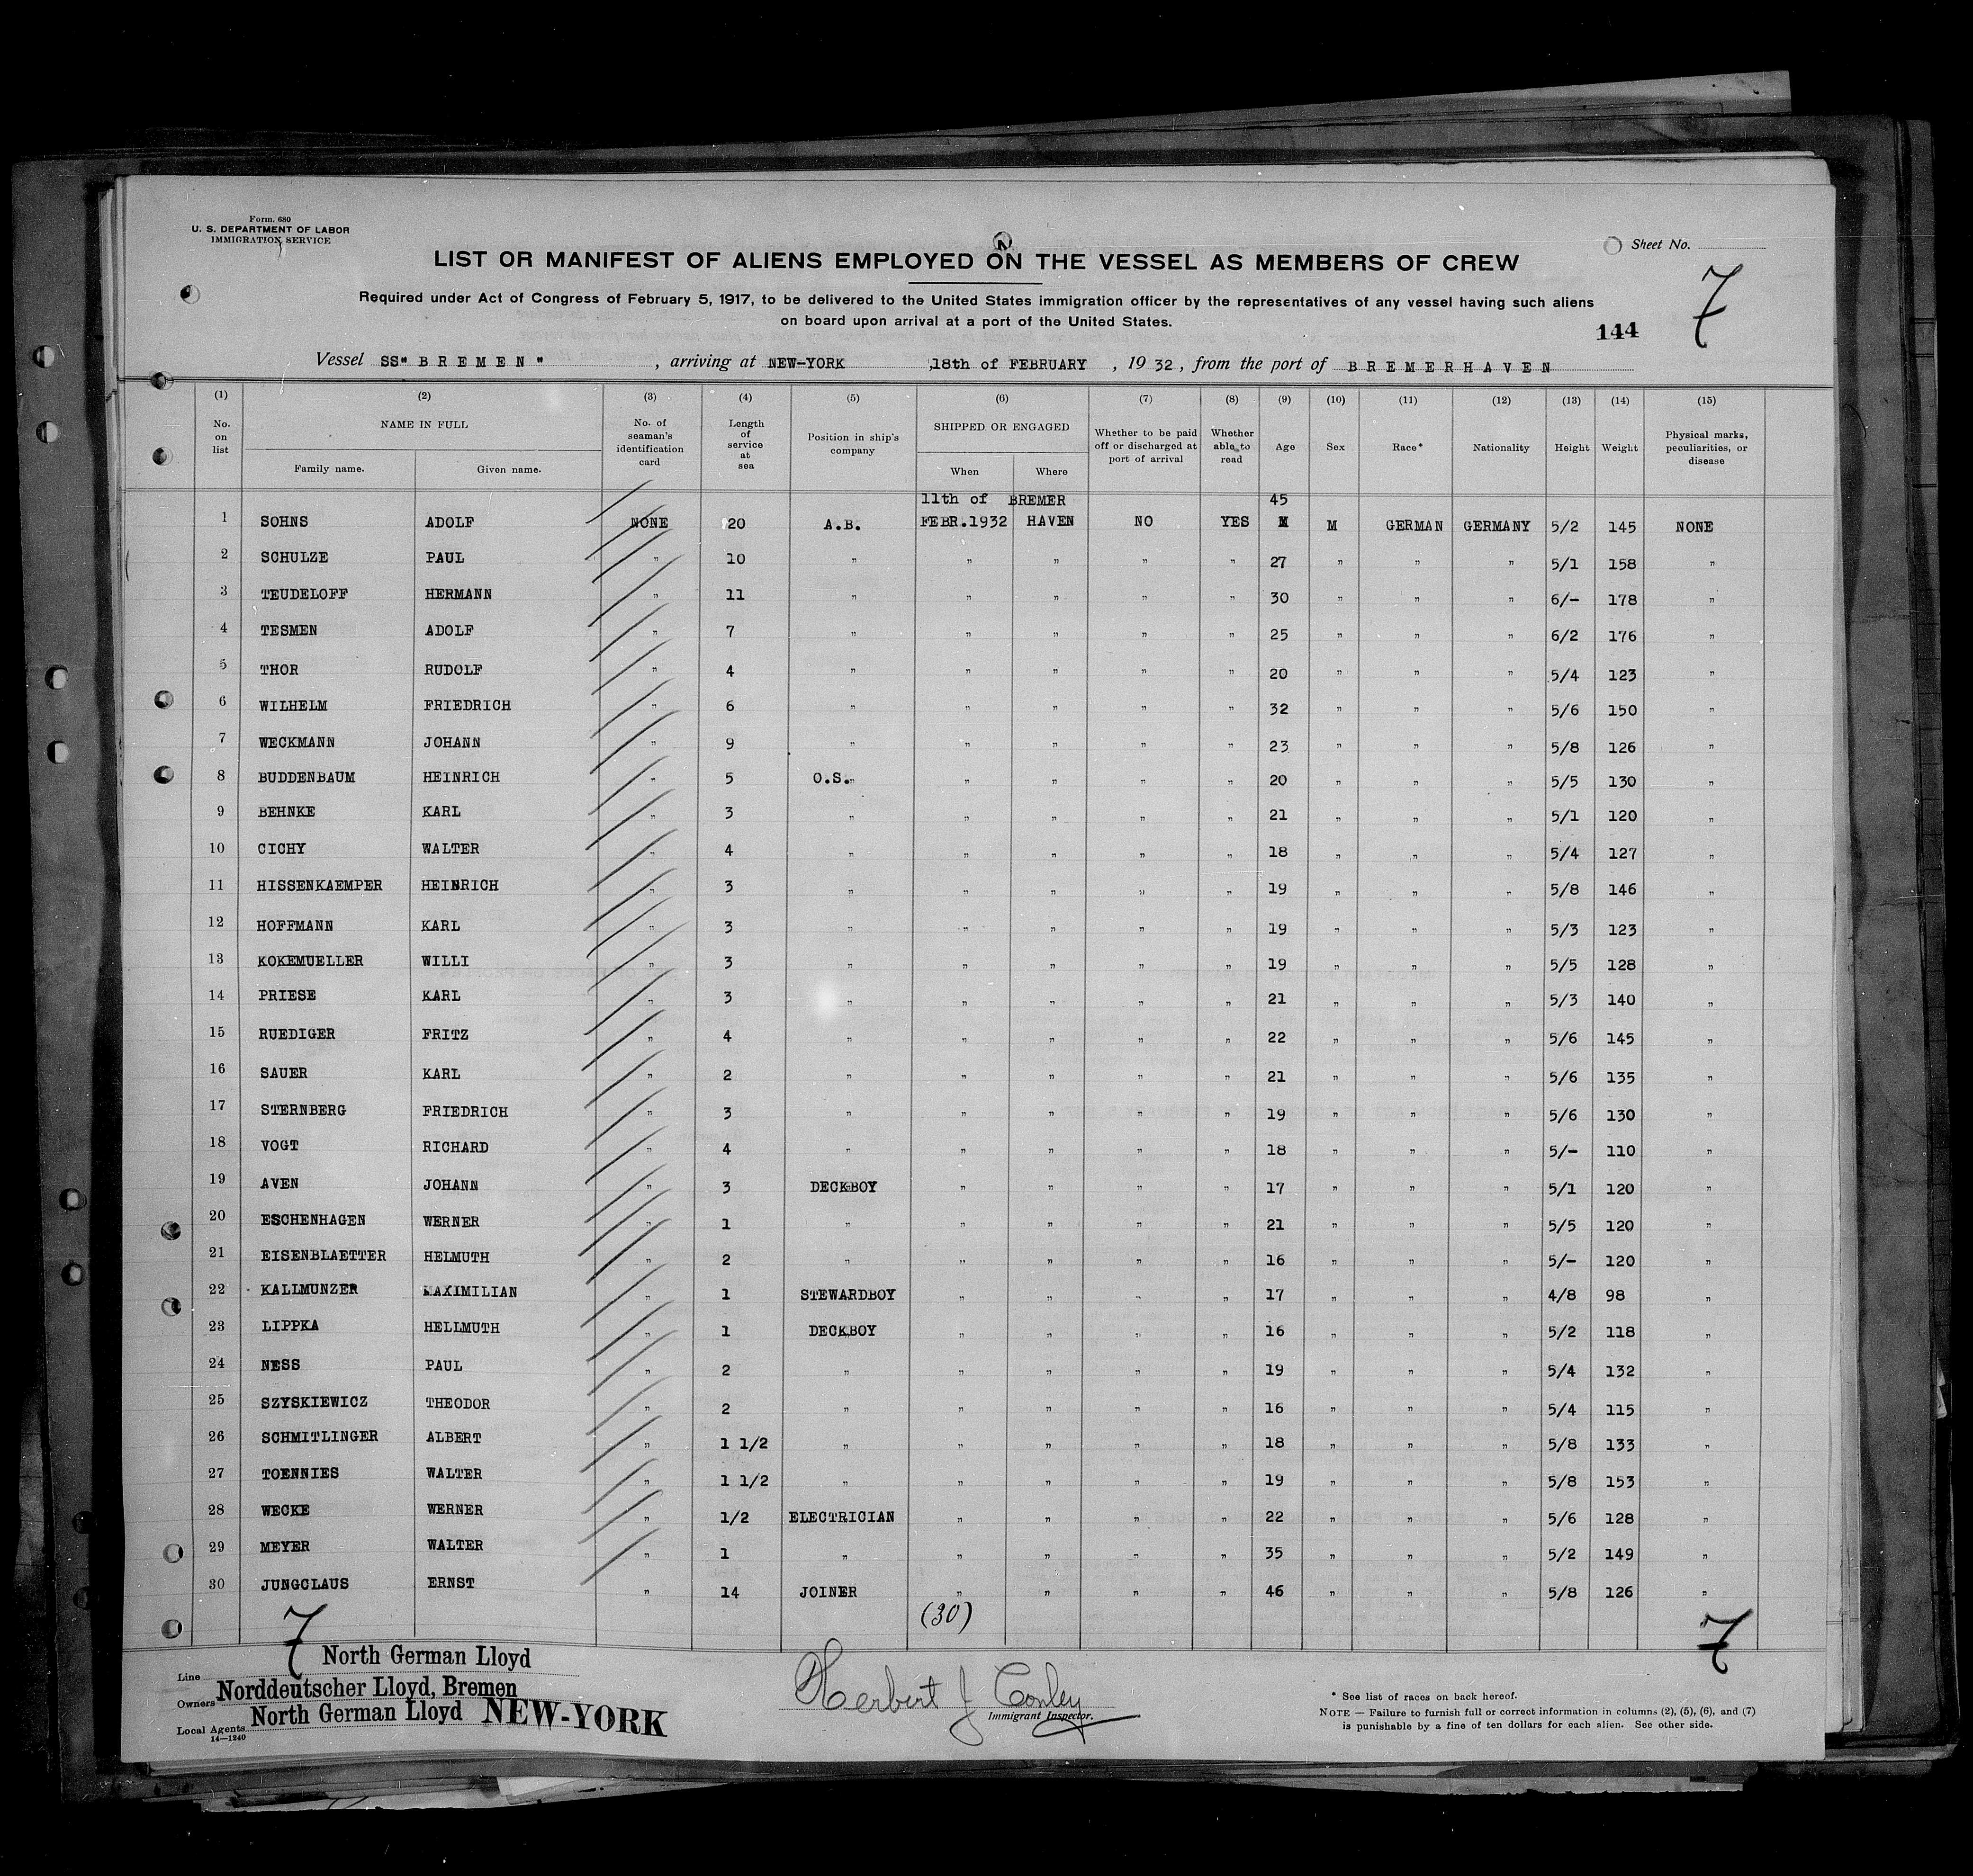 Form. 680
U. S. DEPARTMENT OF LABOR
IMMIGRATION SERVICE
Sheet No.
7
LIST OR MANIFEST OF ALIENS EMPLOYED ON THE VESSEL AS MEMBERS OF CREW
Required under Act of Congress of February 5, 1917, to be delivered to the United States immigration officer by the representatives of any vessel having such aliens
on board upon arrival at a port of the United States.
144
Vessel SS" B R E M E N " , arriving at NEW-YORK ,18th of FEBRUARY , 19 32 , from the port of B R E M E R H A V E N
(1) (2) (3) (4) (5) (6) (7) (8) (9) (10) (11) (12) (13) (14) (15)
No. on list NAME IN FULL Family name. Given name. No. of seaman's identification card Length of service at sea Position in ship's company SHIPPED OR ENGAGED When Where Whether to be paid off or discharged at port of arrival Whether able to read Age Sex Race* Nationality Height Weight Physical marks, peculiarities, or disease
11th of BREMER 45
1 SOHNS ADOLF NONE 20 A.B. FEBR.1932 HAVEN NO YES M M GERMAN GERMANY 5/2 145 NONE
2 SCHULZE PAUL " 10 " " " " " 27 " " " 5/1 158 "
3 TEUDELOFF HERMANN " 11 " " " " " 30 " " " 6/- 178 "
4 TESMEN ADOLF " 7 " " " " " 25 " " " 6/2 176 "
5 THOR RUDOLF " 4 " " " " " 20 " " " 5/4 123 "
6 WILHELM FRIEDRICH " 6 " " " " " 32 " " " 5/6 150 "
7 WECKMANN JOHANN " 9 " " " " " 23 " " " 5/8 126 "
8 BUDDENBAUM HEINRICH " 5 O.S." " " " " 20 " " " 5/5 130 "
9 BEHNKE KARL " 3 " " " " " 21 " " " 5/1 120 "
10 CICHY WALTER " 4 " " " " " 18 " " " 5/4 127 "
11 HISSENKAEMPER HEINRICH " 3 " " " " " 19 " " " 5/8 146 "
12 HOFFMANN KARL " 3 " " " " " 19 " " " 5/3 123 "
13 KOKEMUELLER WILLI " 3 " " " " " 19 " " " 5/5 128 "
14 PRIESE KARL " 3 " " " " " 21 " " " 5/3 140 "
15 RUEDIGER FRITZ " 4 " " " " " 22 " " " 5/6 145 "
16 SAUER KARL " 2 " " " " " 21 " " " 5/6 135 "
17 STERNBERG FRIEDRICH " 3 " " " " " 19 " " " 5/6 130 "
18 VOGT RICHARD " 4 " " " " " 18 " " " 5/- 110 "
19 AVEN JOHANN " 3 DECKBOY " " " " 17 " " " 5/1 120 "
20 ESCHENHAGEN WERNER " 1 " " " " " 21 " " " 5/5 120 "
21 EISENBLAETTER HELMUTH " 2 " " " " " 16 " " " 5/- 120 "
22 KALLMUNZER MAXIMILIAN " 1 STEWARDBOY " " " " 17 " " " 4/8 98 "
23 LIPPKA HELLMUTH " 1 DECKBOY " " " " 16 " " " 5/2 118 "
24 NESS PAUL " 2 " " " " " 19 " " " 5/4 132 "
25 SZYSKIEWICZ THEODOR " 2 " " " " " 16 " " " 5/4 115 "
26 SCHMITLINGER ALBERT " 1 1/2 " " " " " 18 " " " 5/8 133 "
27 TOENNIES WALTER " 1 1/2 " " " " " 19 " " " 5/8 153 "
28 WECKE WERNER " 1/2 ELECTRICIAN " " " " 22 " " " 5/6 128 "
29 MEYER WALTER " 1 " " " " " 35 " " " 5/2 149 "
30 JUNGCLAUS ERNST " 14 JOINER " " " " 46 " " " 5/8 126 "
(30)
7 7
Line North German Lloyd
Owners Norddeutscher Lloyd, Bremen
Local Agents North German Lloyd NEW-YORK
14—1240
Herbert J Conley
Immigrant Inspector.
* See list of races on back hereof.
NOTE — Failure to furnish full or correct information in columns (2), (5), (6), and (7)
is punishable by a fine of ten dollars for each alien. See other side.